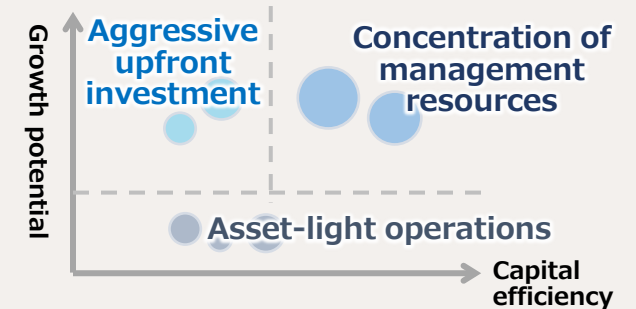 Growth potential
Aggressive
upfront
investment
Concentration of
management
resources
Asset-light operations
Capital
efficiency